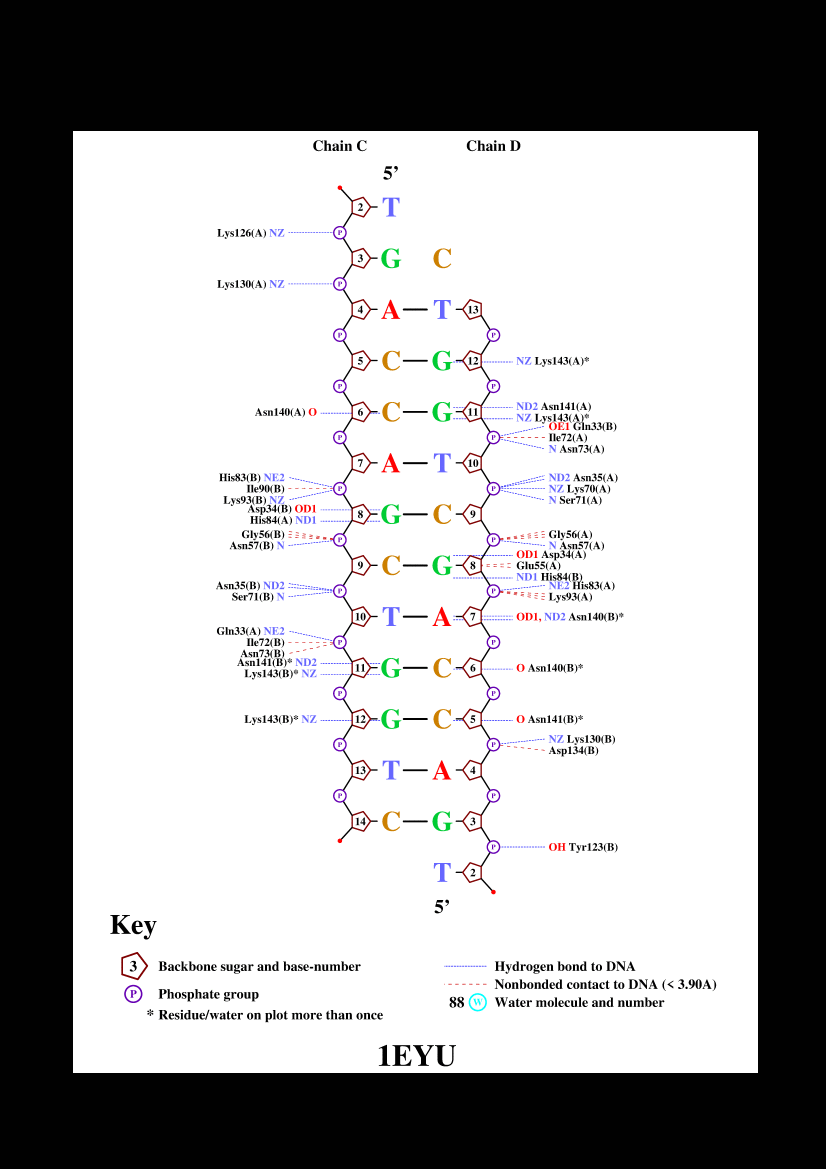 Chain C Chain D
5’
2 T
Lys126(A) NZ P
3 G C
Lys130(A) NZ P
4 A T 13
P P
5 C G 12 NZ Lys143(A)*
P P
ND2 Asn141(A)
Asn140(A) O 6 C G 11
NZ Lys143(A)*
OE1 Gln33(B)
P P Ile72(A)
N Asn73(A)
7 A T 10
His83(B) NE2 ND2 Asn35(A)
Ile90(B) P P NZ Lys70(A)
Lys93(B) NZ N Ser71(A)
Asp34(B) OD1
8 G C 9
His84(A) ND1
Gly56(B) Gly56(A)
P P
Asn57(B) N N Asn57(A)
OD1 Asp34(A)
9 C G 8 Glu55(A)
ND1 His84(B)
Asn35(B) ND2 NE2 His83(A)
P P
Ser71(B) N Lys93(A)
10 T A 7 OD1, ND2 Asn140(B)*
Gln33(A) NE2
Ile72(B) P P
Asn73(B)
Asn141(B)* ND2
11 G C 6 O Asn140(B)*
Lys143(B)* NZ
P P
Lys143(B)* NZ 12 G C 5 O Asn141(B)*
NZ Lys130(B)
P P
Asp134(B)
13 T A 4
P P
14 C G 3
P OH Tyr123(B)
T 2
5’
Key
3 Backbone sugar and base-number
P Phosphate group
* Residue/water on plot more than once
Hydrogen bond to DNA
Nonbonded contact to DNA (< 3.90A)
88 W Water molecule and number
1EYU